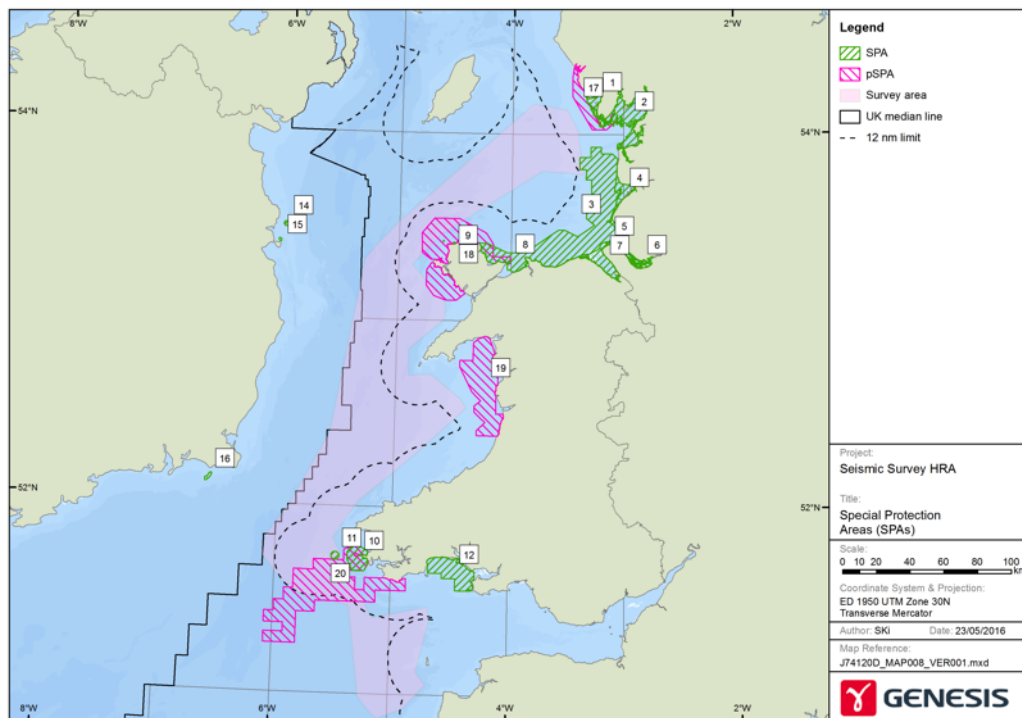 8°W
6°W
4°W
2°W
54°N
54°N
52°N
52°N
8°W
6°W
4°W
2°W
17
1
2
4
3
5
7
6
14
15
9
18
8
19
16
11
10
12
20
Legend
SPA
pSPA
Survey area
UK median line
12 nm limit
Project:
Seismic Survey HRA
Title:
Special Protection
Areas (SPAs)
Scale:
0 10 20 40 60 80 100
km
Coordinate System & Projection:
ED 1950 UTM Zone 30N
Transverse Mercator
Author: SKi Date: 23/05/2016
Map Reference:
J74120D_MAP008_VER001.mxd
GENESIS